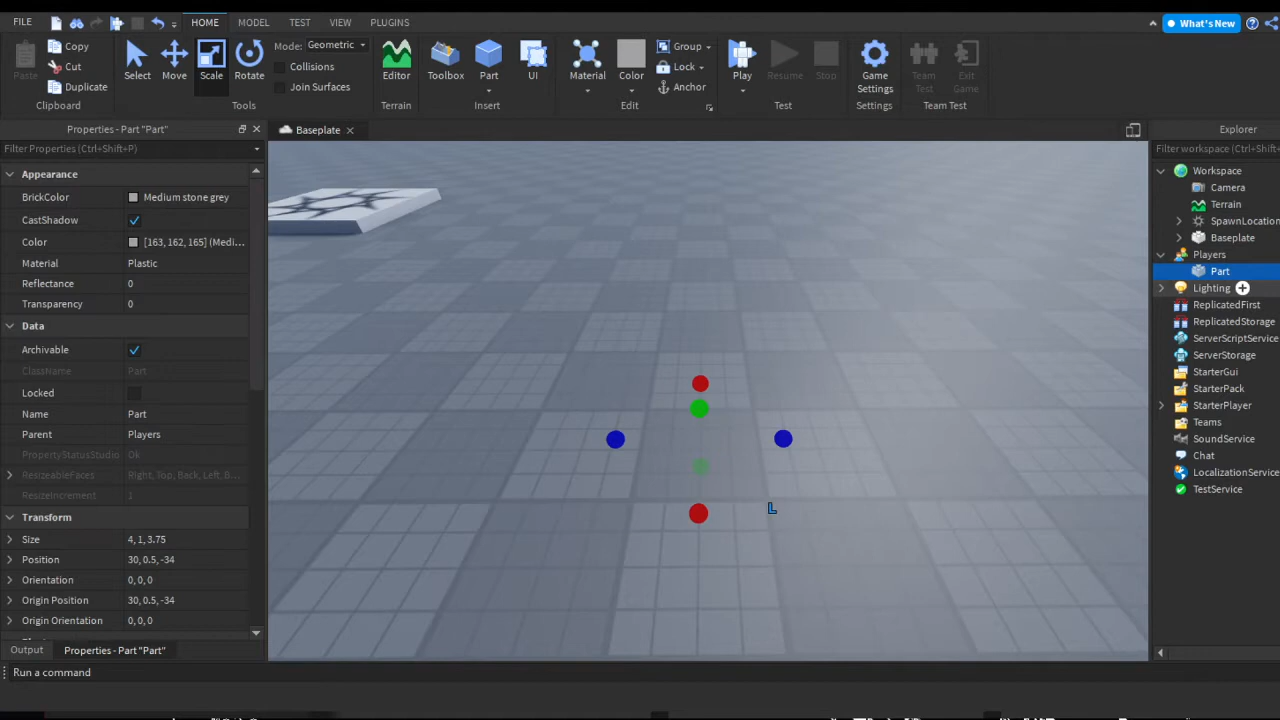 FILE HOME MODEL TEST VIEW PLUGINS What's New
Paste Copy Cut Duplicate Clipboard
Select Move Scale Rotate Mode: Geometric Collisions Join Surfaces Tools
Editor Terrain
Toolbox Part UI Insert
Material Color Group Lock Anchor Edit
Play Resume Stop Test
Game Settings Settings
Team Test Exit Game Team Test
Properties - Part "Part"
Filter Properties (Ctrl+Shift+P)
Appearance
BrickColor Medium stone grey
CastShadow
Color [163, 162, 165] (Medi...
Material Plastic
Reflectance 0
Transparency 0
Data
Archivable
ClassName Part
Locked
Name Part
Parent Players
PropertyStatusStudio Ok
ResizeableFaces Right, Top, Back, Left, B...
ResizeIncrement 1
Transform
Size 4, 1, 3.75
Position 30, 0.5, -34
Orientation 0, 0, 0
Origin Position 30, 0.5, -34
Origin Orientation 0, 0, 0
Output Properties - Part "Part"
Run a command
Baseplate
Explorer
Filter workspace (Ctrl+Shift+
Workspace
Camera
Terrain
SpawnLocation
Baseplate
Players
Part
Lighting
ReplicatedFirst
ReplicatedStorage
ServerScriptService
ServerStorage
StarterGui
StarterPack
StarterPlayer
Teams
SoundService
Chat
LocalizationService
TestService
L